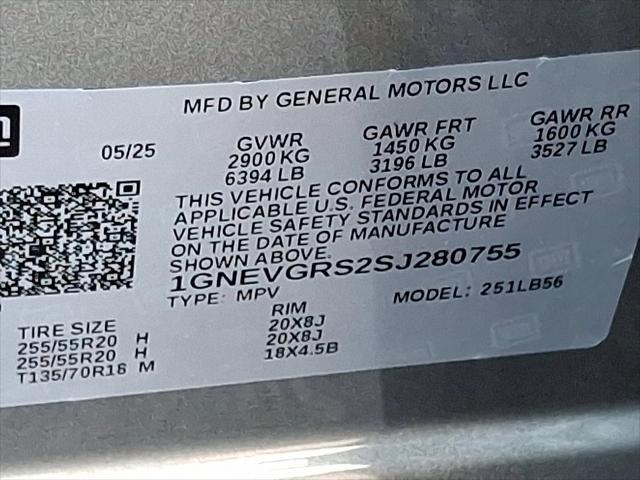 MFD BY GENERAL MOTORS LLC
05/25
GVWR
2900 KG
6394 LB
GAWR FRT
1450 KG
3196 LB
GAWR RR
1600 KG
3527 LB
THIS VEHICLE CONFORMS TO ALL
APPLICABLE U.S. FEDERAL MOTOR
VEHICLE SAFETY STANDARDS IN EFFECT
ON THE DATE OF MANUFACTURE
SHOWN ABOVE.
1GNEVGRS2SJ280755
TYPE: MPV
MODEL: 251LB56
TIRE SIZE
RIM
255/55R20 H 20X8J
255/55R20 H 20X8J
T135/70R18 M 18X4.5B